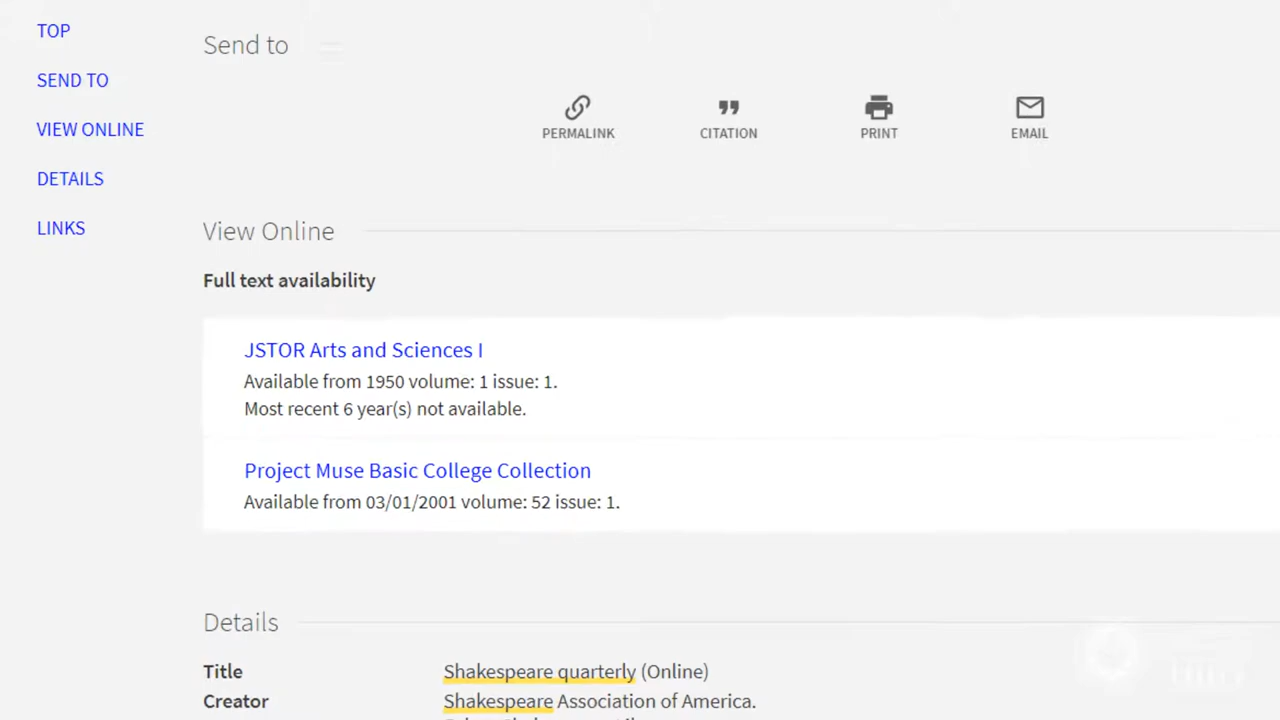 TOP
SEND TO
VIEW ONLINE
DETAILS
LINKS
Send to
PERMALINK
CITATION
PRINT
EMAIL
View Online
Full text availability
JSTOR Arts and Sciences I
Available from 1950 volume: 1 issue: 1.
Most recent 6 year(s) not available.
Project Muse Basic College Collection
Available from 03/01/2001 volume: 52 issue: 1.
Details
Title
Shakespeare quarterly (Online)
Creator
Shakespeare Association of America.